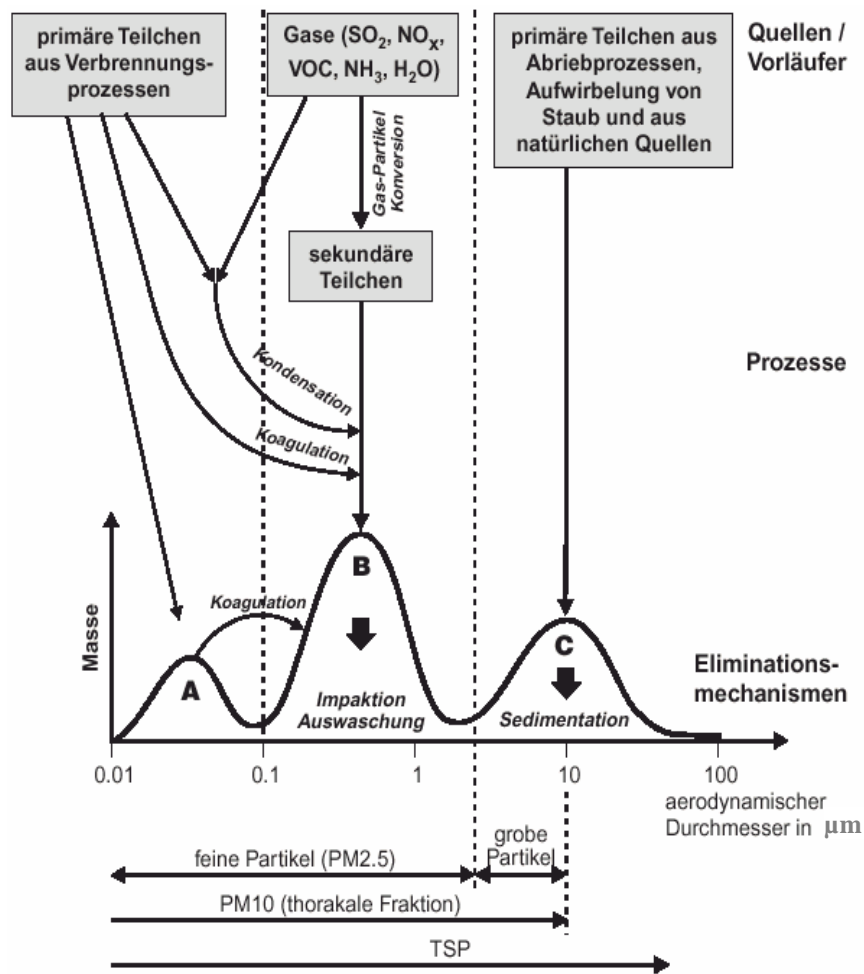 primäre Teilchen
aus Verbrennungs-
prozessen
Gase (SO₂, NOₓ,
VOC, NH₃, H₂O)
primäre Teilchen aus
Abriebprozessen,
Aufwirbelung von
Staub und aus
natürlichen Quellen
Quellen /
Vorläufer
Gas-Partikel
Konversion
sekundäre
Teilchen
Prozesse
Kondensation
Koagulation
Masse
Koagulation
A
B
C
Impaktion
Auswaschung
Sedimentation
Eliminations-
mechanismen
0.01
0.1
1
10
100
aerodynamischer
Durchmesser in µm
feine Partikel (PM2.5)
grobe
Partikel
PM10 (thorakale Fraktion)
TSP